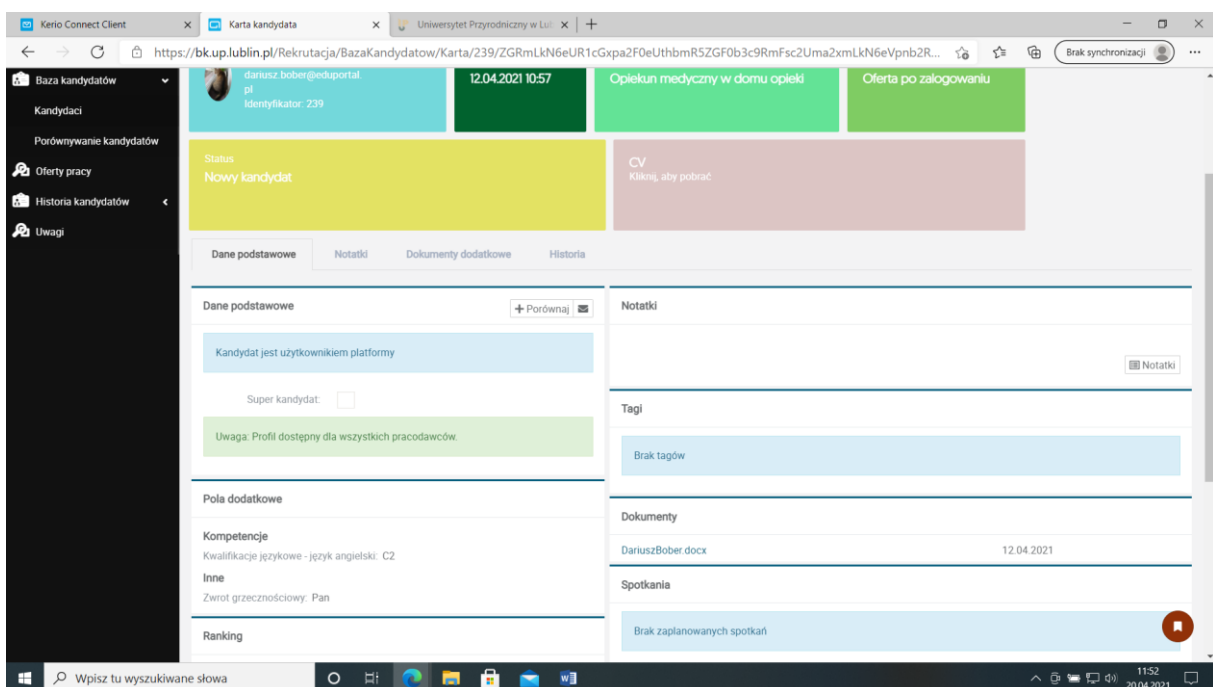 Kerio Connect Client
Karta kandydata
Uniwersytet Przyrodniczy w Lubl
https://bk.up.lublin.pl/Rekrutacja/BazaKandydatow/Karta/239/ZGRmLkN6eUR1cGxpa2F0eUthbmR5ZGF0b3c9RmFsc2Uma2xmLkN6eVpnb2R...
Brak synchronizacji
Baza kandydatów
Kandydaci
Porównywanie kandydatów
Oferty pracy
Historia kandydatów
Uwagi
dariusz.bober@eduportal.
pl
Identyfikator: 239
12.04.2021 10:57
Opiekun medyczny w domu opieki
Oferta po zalogowaniu
Status
Nowy kandydat
CV
Kliknij, aby pobrać
Dane podstawowe
Notatki
Dokumenty dodatkowe
Historia
Dane podstawowe
Porównaj
Kandydat jest użytkownikiem platformy
Super kandydat:
Uwaga: Profil dostępny dla wszystkich pracodawców.
Pola dodatkowe
Kompetencje
Kwalifikacje językowe - język angielski: C2
Inne
Zwrot grzecznościowy: Pan
Ranking
Notatki
Notatki
Tagi
Brak tagów
Dokumenty
DariuszBober.docx 12.04.2021
Spotkania
Brak zaplanowanych spotkań
Wpisz tu wyszukiwane słowa
11:52
20.04.2021